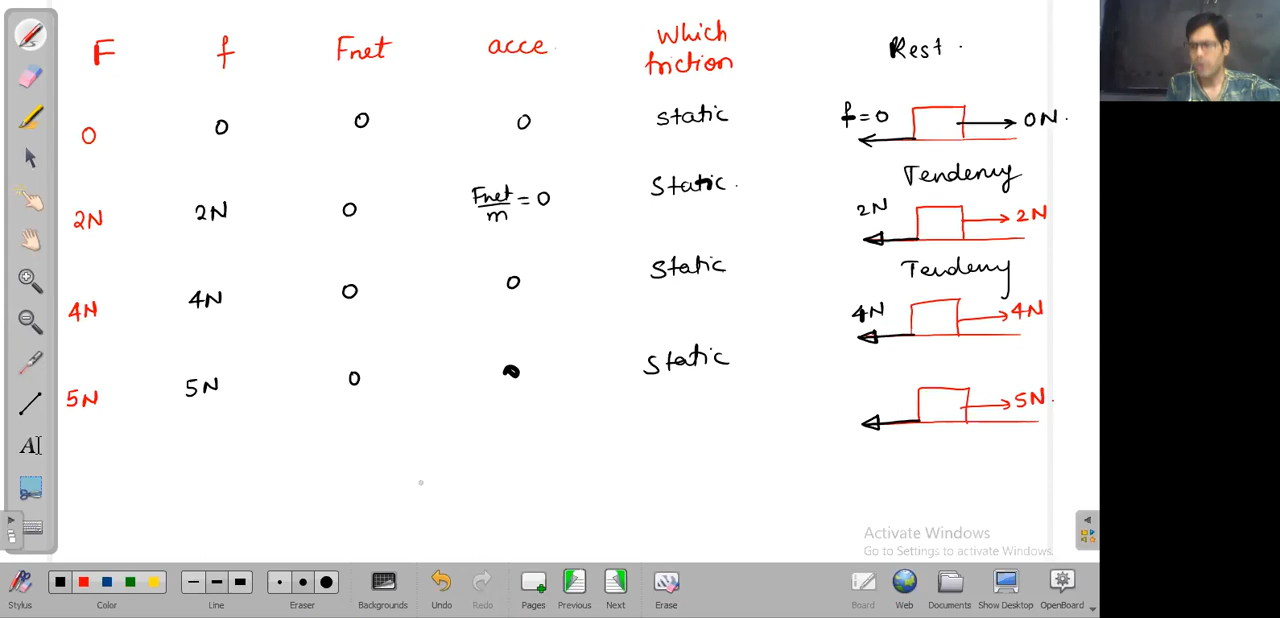 F f Fnet acce Which friction Rest.
0 0 0 0 static f=0 0N.
Tendency
2N 2N 0 Fnet/m = 0 Static. 2N 2N
Tendeny
4N 4N 0 0 Static 4N 4N
5N 5N 0 Static 5N.
Activate Windows
Go to Settings to activate Windows.
AI
Stylus Color Line Eraser Backgrounds Undo Redo Pages Previous Next Erase Board Web Documents Show Desktop OpenBoard